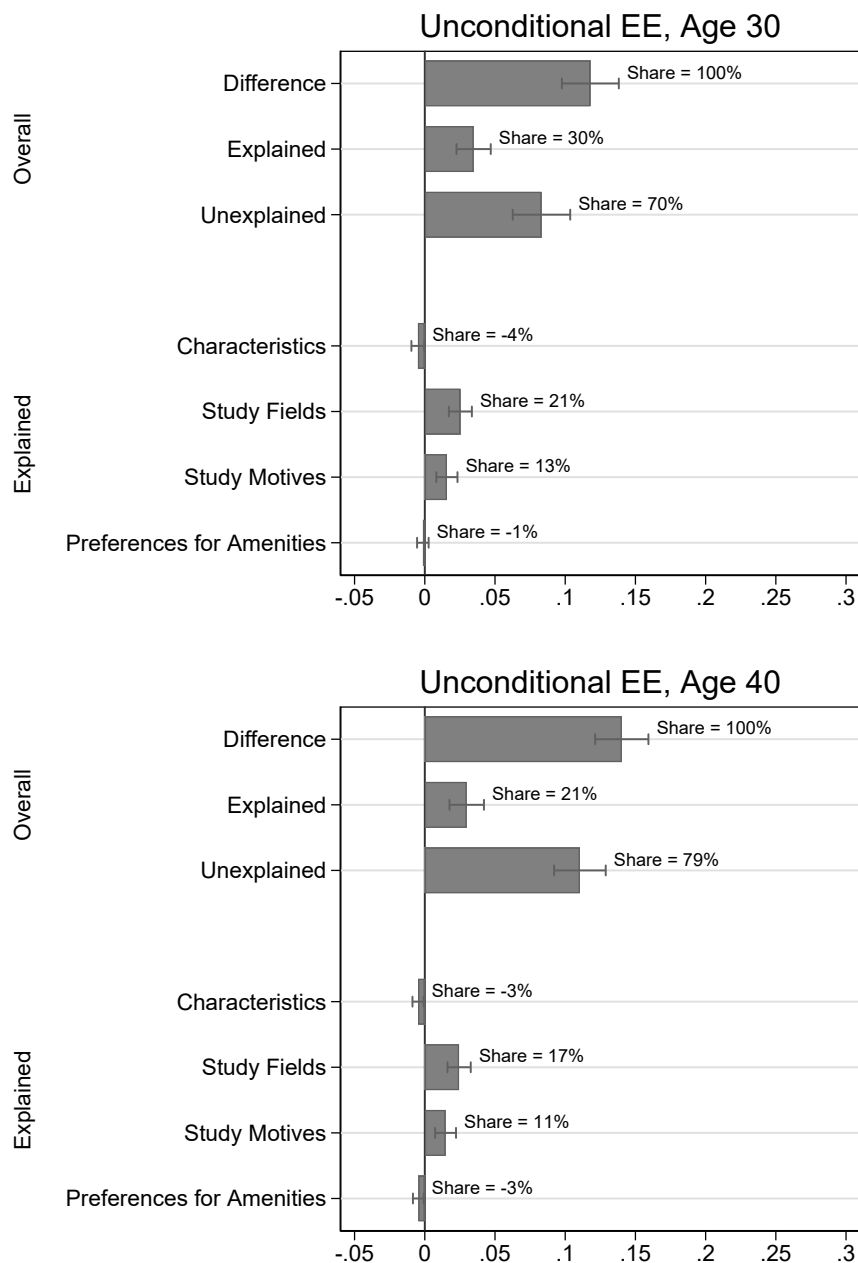 Unconditional EE, Age 30
Overall
Difference
Share = 100%
Explained
Share = 30%
Unexplained
Share = 70%
Explained
Characteristics
Share = -4%
Study Fields
Share = 21%
Study Motives
Share = 13%
Preferences for Amenities
Share = -1%
-.05 0 .05 .1 .15 .2 .25 .3
Unconditional EE, Age 40
Overall
Difference
Share = 100%
Explained
Share = 21%
Unexplained
Share = 79%
Explained
Characteristics
Share = -3%
Study Fields
Share = 17%
Study Motives
Share = 11%
Preferences for Amenities
Share = -3%
-.05 0 .05 .1 .15 .2 .25 .3